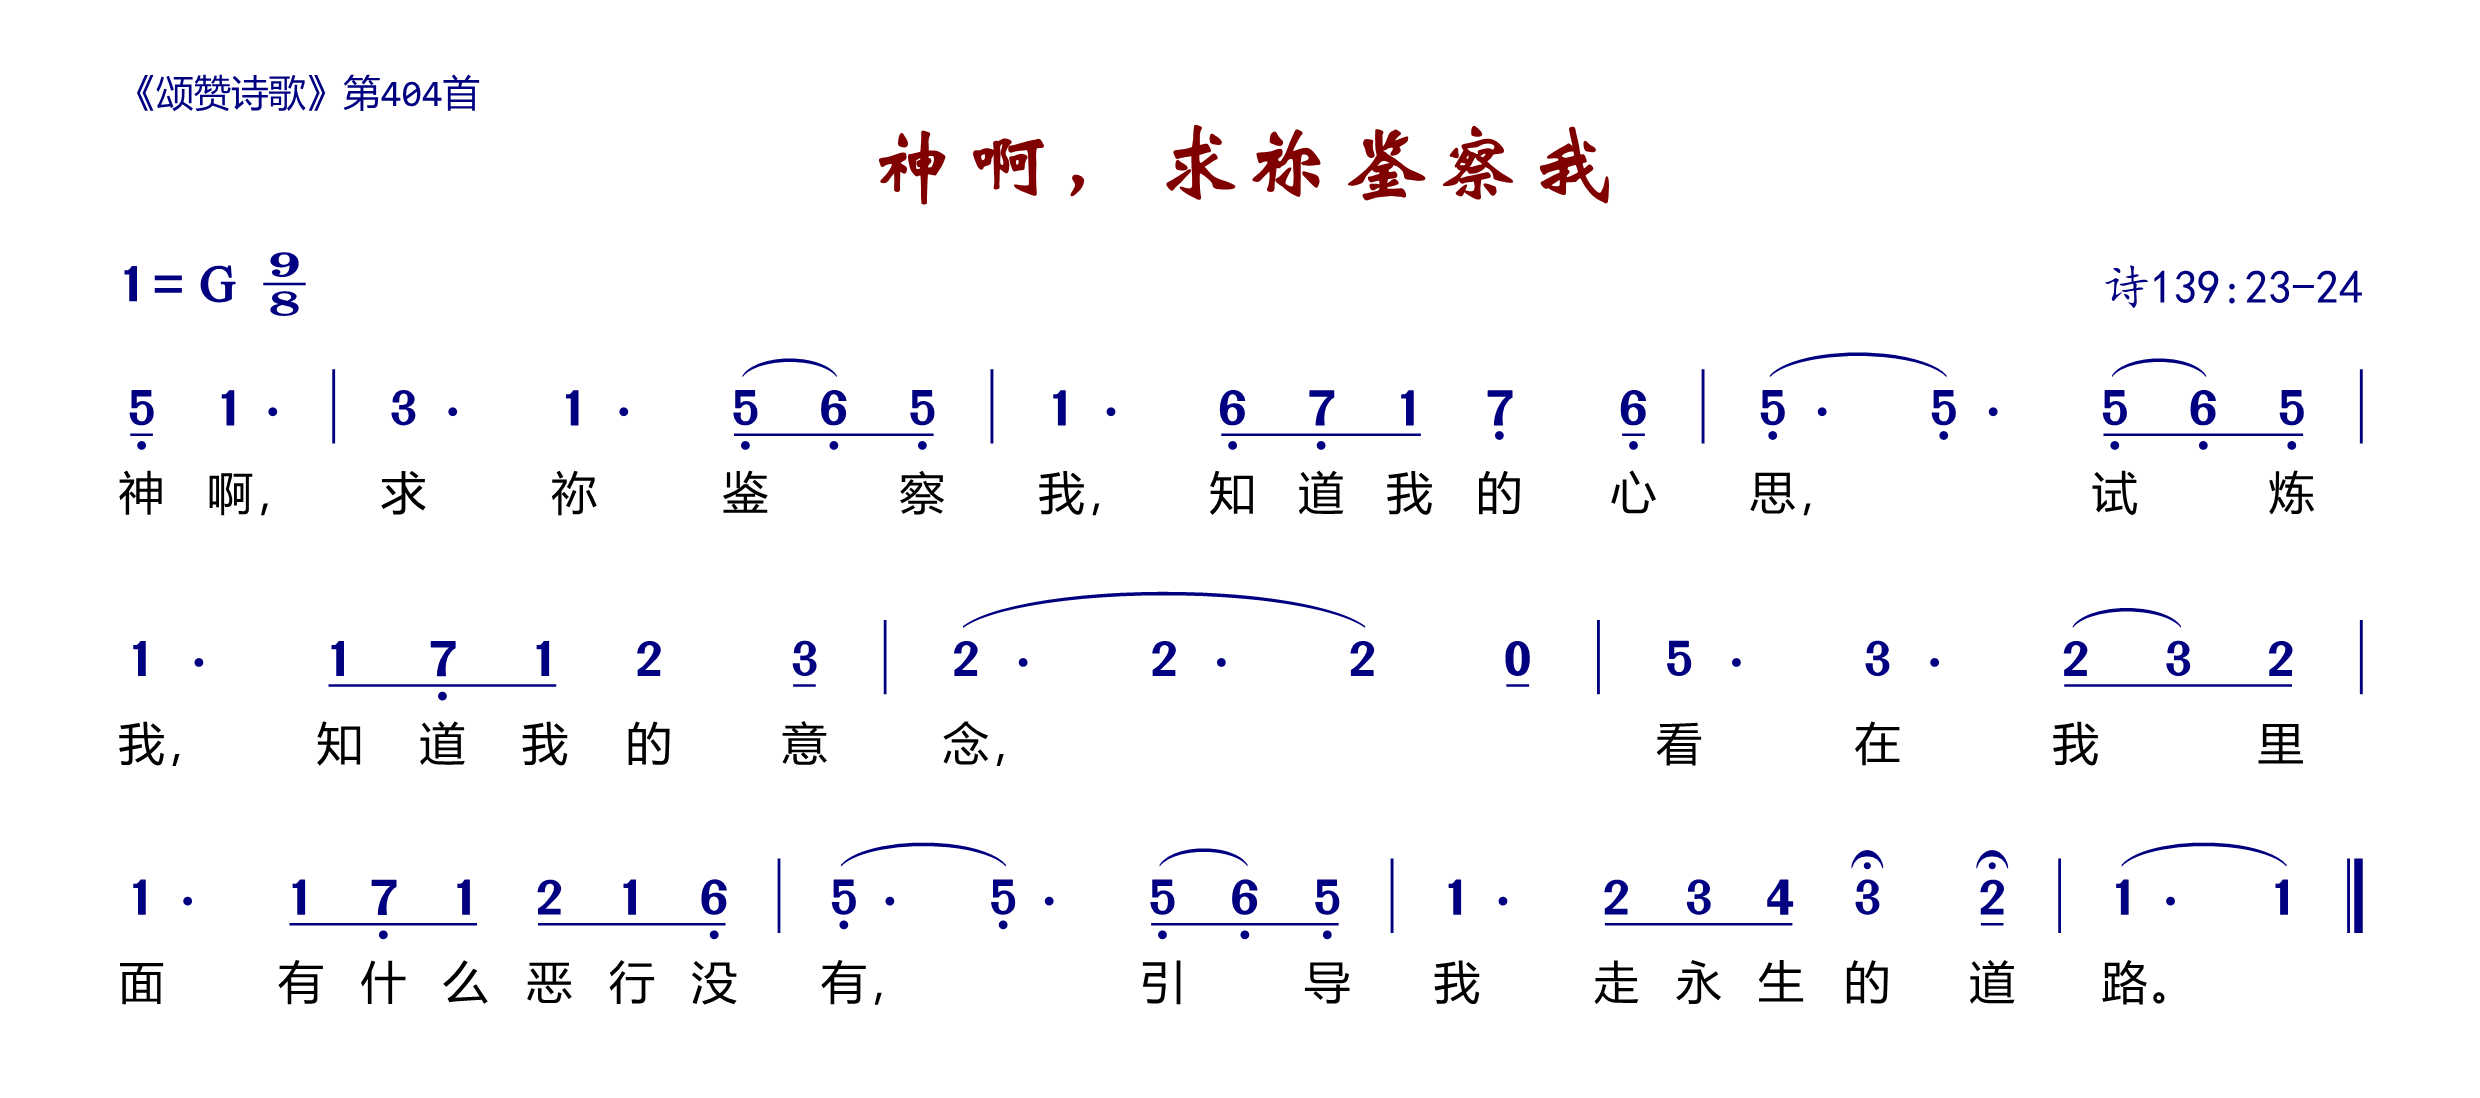 《颂赞诗歌》第404首
神啊，求祢鉴察我
1=G 9/8 诗139:23-24
5 1· | 3· 1· 5 6 5 | 1· 6 7 1 7 6 | 5· 5· 5 6 5 |
神啊，求祢鉴察我，知道我的心思，试炼
1· 1 7 1 2 3 | 2· 2· 2 0 | 5· 3· 2 3 2 |
我，知道我的意念，看在我里
1· 1 7 1 2 1 6 | 5· 5· 5 6 5 | 1· 2 3 4 3 2 | 1· 1
面有什么恶行没有，引导我走永生的道路。